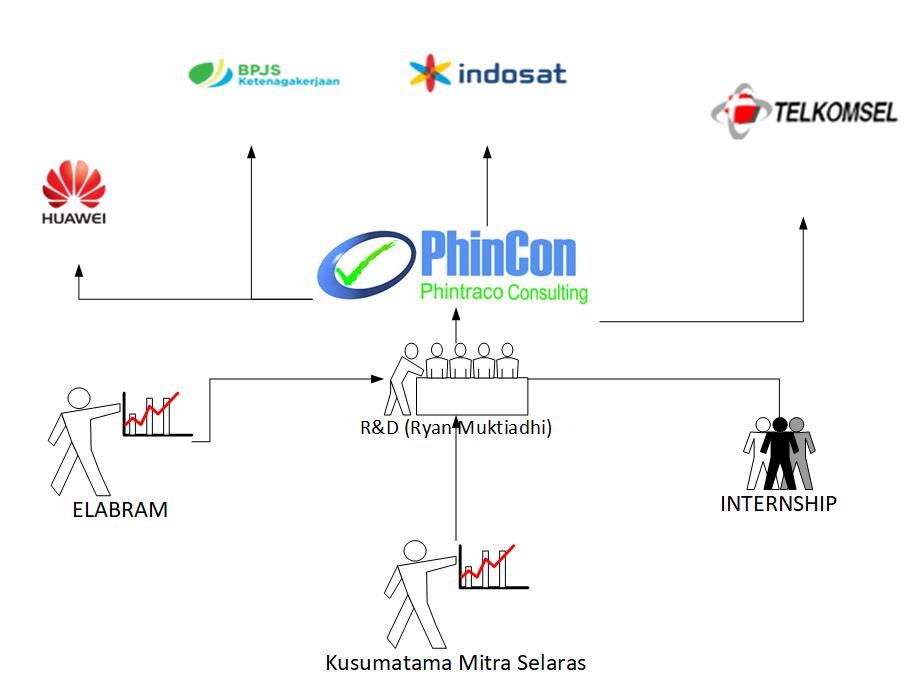 BPJS
Ketenagakerjaan
indosat
TELKOMSEL
HUAWEI
PhinCon
Phintraco Consulting
R&D (Ryan Muktiadhi)
ELABRAM
INTERNSHIP
Kusumatama Mitra Selaras